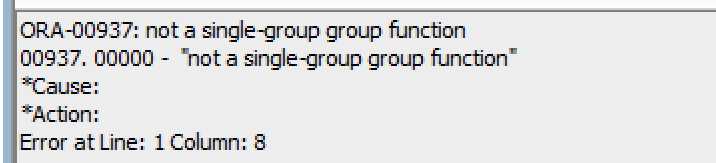 ORA-00937: not a single-group group function
00937. 00000 -  "not a single-group group function"
*Cause:
*Action:
Error at Line: 1 Column: 8